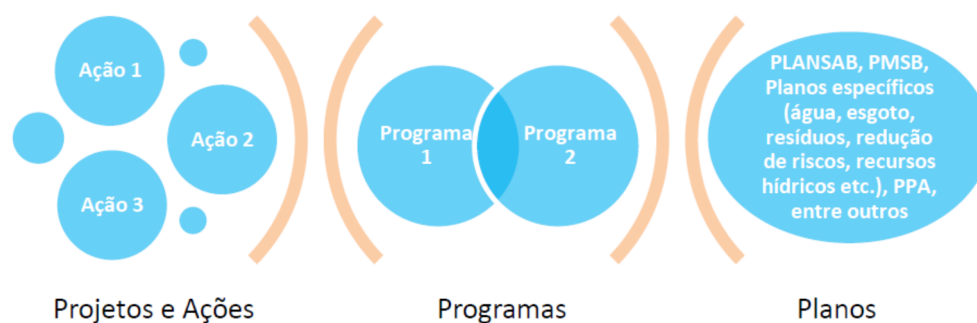 Ação 1
Ação 2
Ação 3
Programa
1
Programa
2
PLANSAB, PMSB,
Planos específicos
(água, esgoto,
resíduos, redução
de riscos, recursos
hídricos etc.), PPA,
entre outros
Projetos e Ações
Programas
Planos